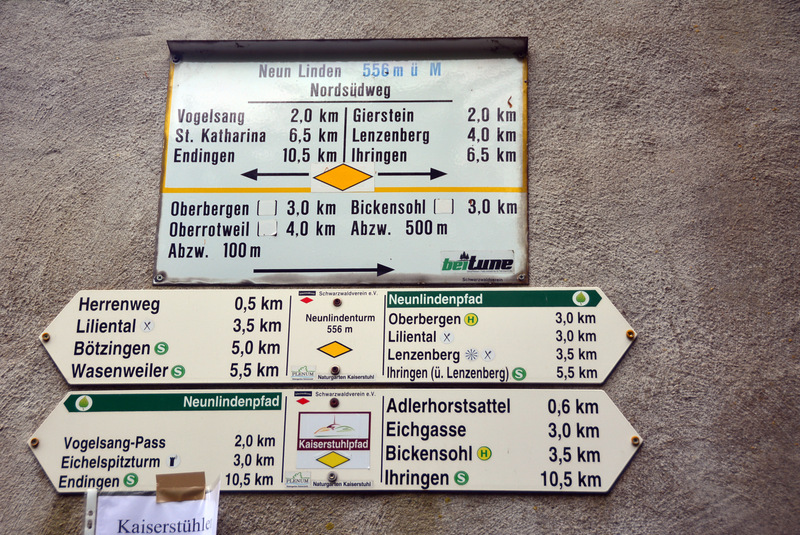 Neun Linden 556 m ü M
Nordsüdweg
Vogelsang 2,0 km Gierstein 2,0 km
St. Katharina 6,5 km Lenzenberg 4,0 km
Endingen 10,5 km Ihringen 6,5 km
Oberbergen 3,0 km Bickensohl 3,0 km
Oberrotweil 4,0 km Abzw. 500 m
Abzw. 100 m
beitune
Herrenweg 0,5 km
Liliental 3,5 km
Bötzingen S 5,0 km
Wasenweiler S 5,5 km
Schwarzwaldverein e.V.
Neunlindenturm
556 m
PLENUM
Naturgarten Kaiserstuhl
Neunlindenpfad
Oberbergen H 3,0 km
Liliental 3,0 km
Lenzenberg 3,5 km
Ihringen (ü. Lenzenberg) S 5,5 km
Neunlindenpfad
Vogelsang-Pass 2,0 km
Eichelspitzturm 3,0 km
Endingen S 10,5 km
Schwarzwaldverein e.V.
Kaiserstuhlpfad
PLENUM
Naturgarten Kaiserstuhl
Adlerhorstsattel 0,6 km
Eichgasse 3,0 km
Bickensohl H 3,5 km
Ihringen S 10,5 km
Kaiserstühle